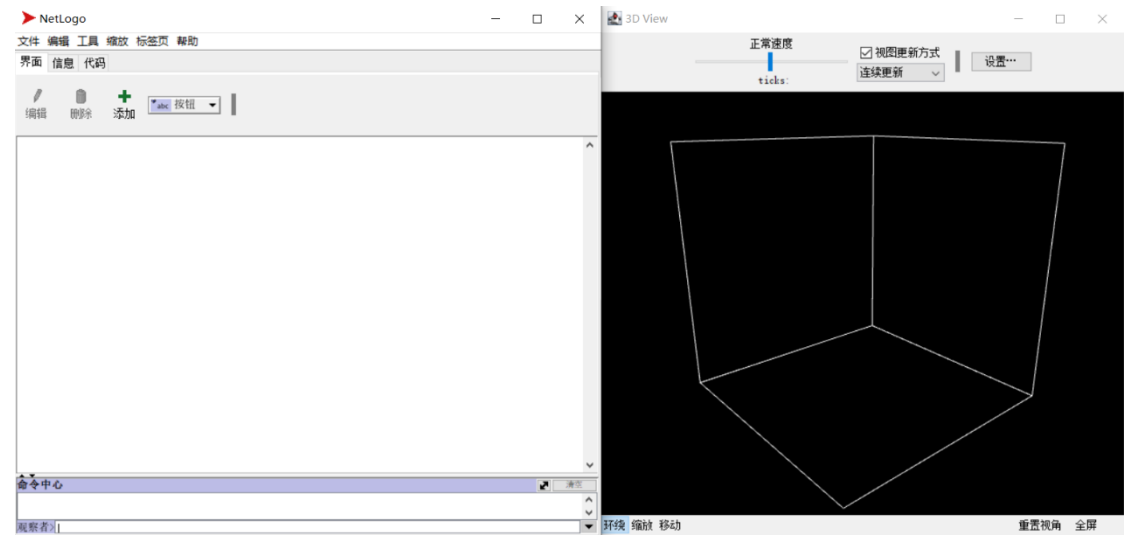 NetLogo
文件 编辑 工具 缩放 标签页 帮助
界面 信息 代码
编辑 删除 添加 abc 按钮
命令中心 清空
观察者>
3D View
正常速度
ticks:
视图更新方式
连续更新
设置…
环绕 缩放 移动 重置视角 全屏